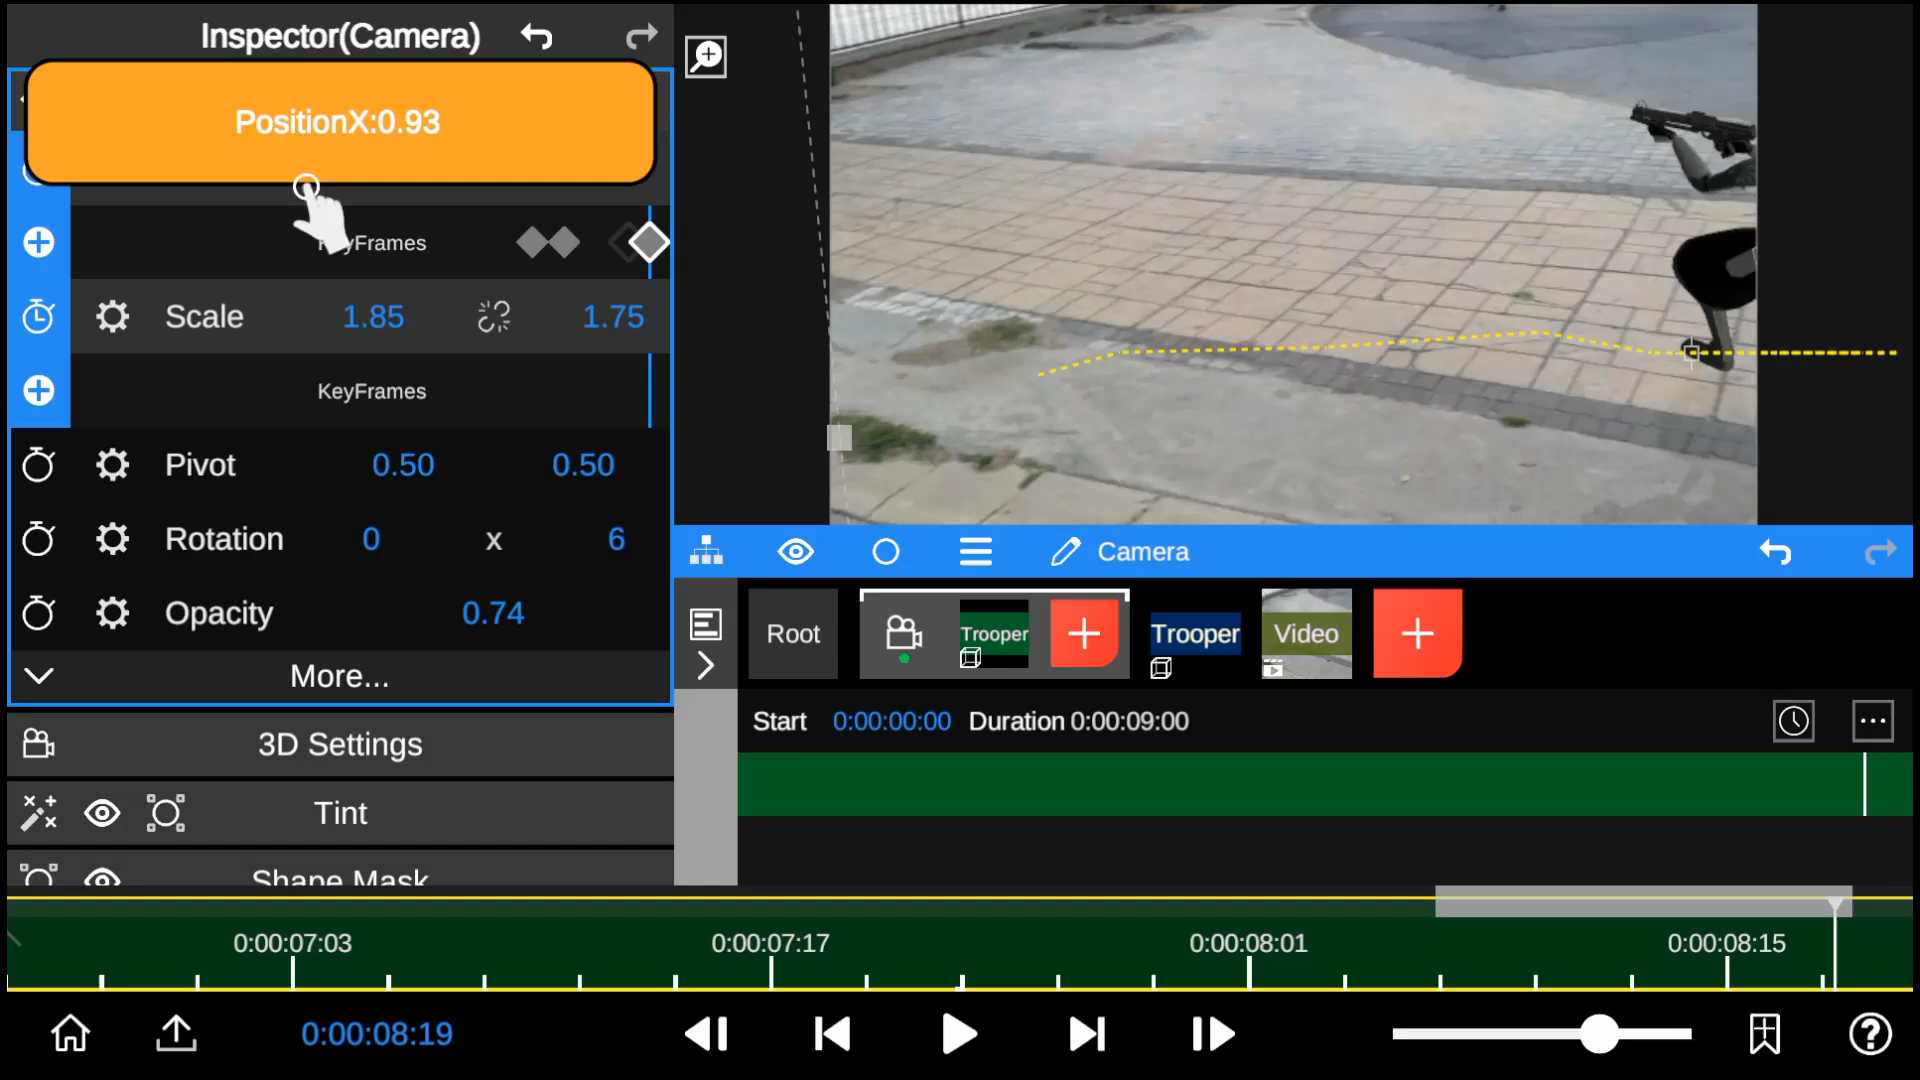 Inspector(Camera)
PositionX:0.93
Scale 1.85 1.75
KeyFrames
Pivot 0.50 0.50
Rotation 0 x 6
Opacity 0.74
More...
3D Settings
Tint
Shape Mask
Camera
Root
Trooper
Trooper
Video
Start 0:00:00:00 Duration 0:00:09:00
0:00:07:03 0:00:07:17 0:00:08:01 0:00:08:15
0:00:08:19